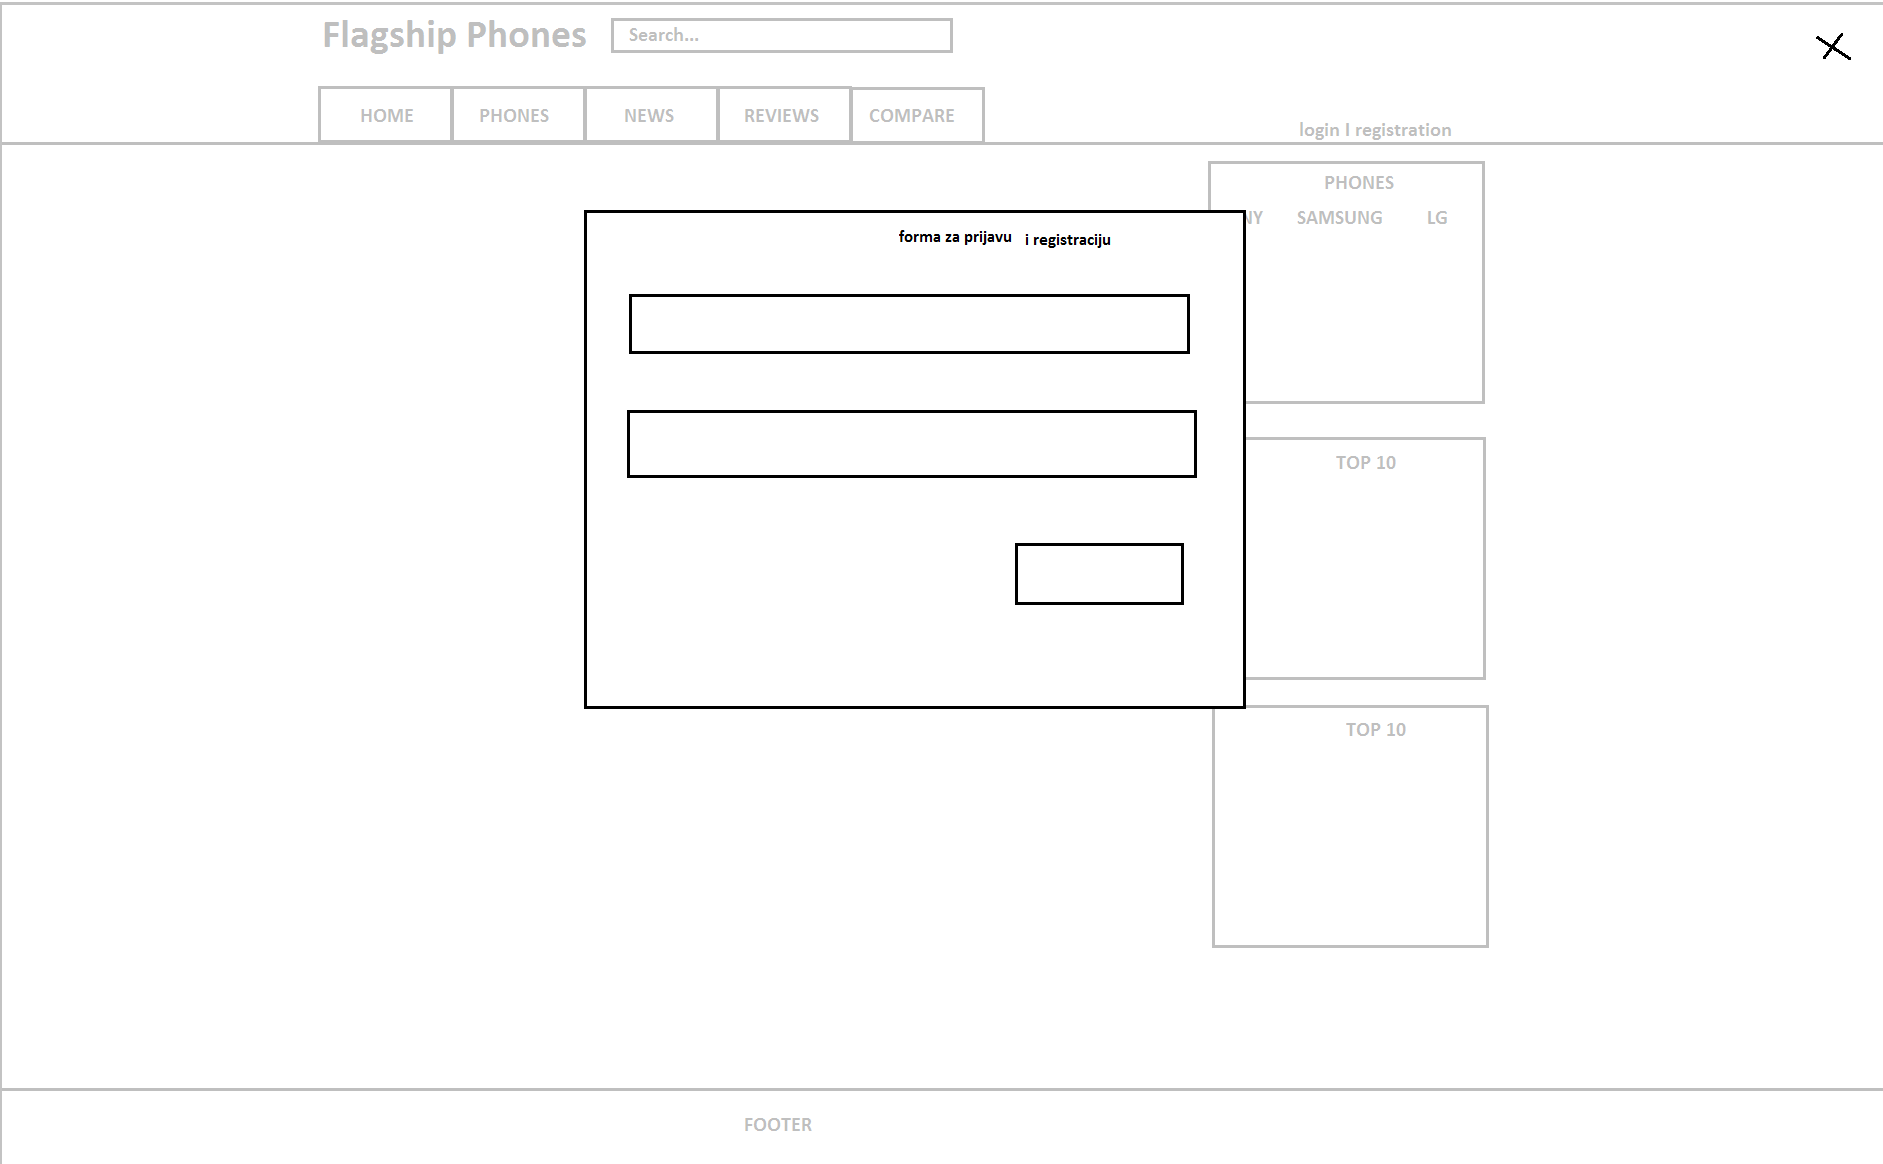 Flagship Phones
Search...
HOME
PHONES
NEWS
REVIEWS
COMPARE
login I registration
PHONES
NY SAMSUNG LG
forma za prijavu i registraciju
TOP 10
TOP 10
FOOTER